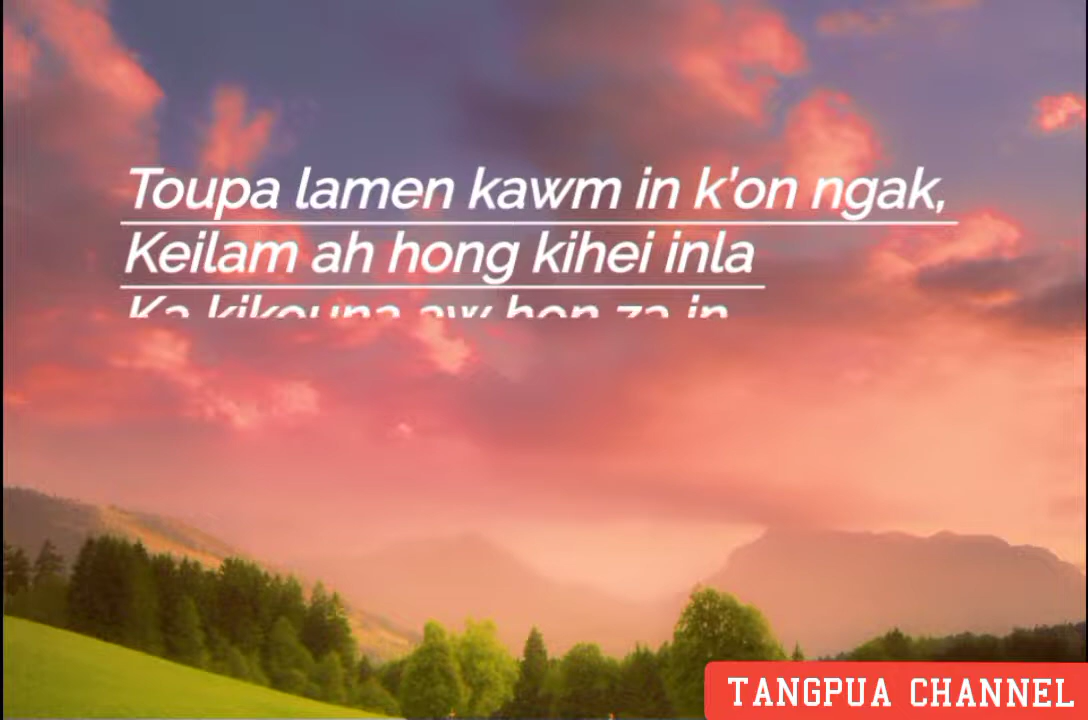 Toupa lamen kawm in k'on ngak,
Keilam ah hong kihei inla
Ka kikouna aw hon za in
TANGPUA CHANNEL